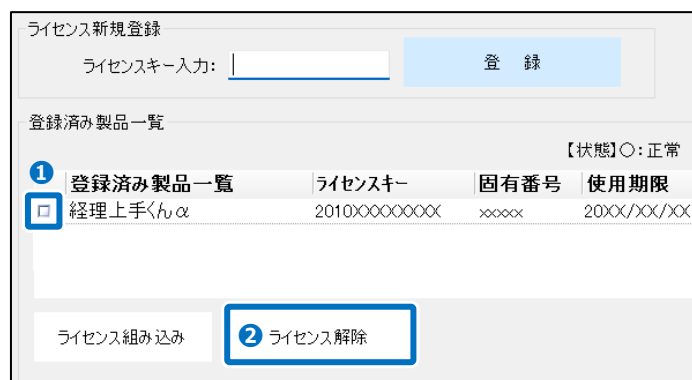 ライセンス新規登録
ライセンスキー入力: 登 録
登録済み製品一覧
【状態】○:正常
1
登録済み製品一覧 ライセンスキー 固有番号 使用期限
経理上手くんα 2010XXXXXXXXX xxxxx 20XX/XX/XX
ライセンス組み込み 2 ライセンス解除